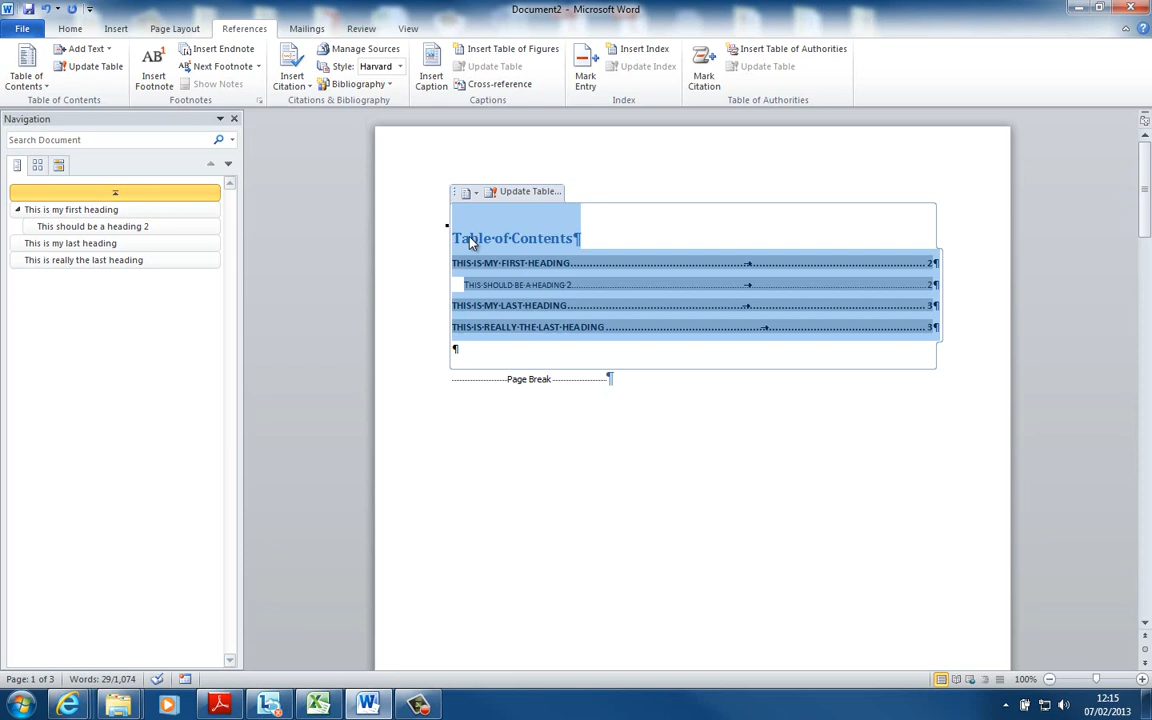 Document2 - Microsoft Word
File Home Insert Page Layout References Mailings Review View
Table of Contents
Add Text
Update Table
Table of Contents
AB¹
Insert Footnote
Insert Endnote
Next Footnote
Show Notes
Footnotes
Insert Citation
Manage Sources
Style: Harvard
Bibliography
Citations & Bibliography
Insert Caption
Insert Table of Figures
Update Table
Cross-reference
Captions
Mark Entry
Insert Index
Update Index
Index
Mark Citation
Insert Table of Authorities
Update Table
Table of Authorities
Navigation
Search Document
This is my first heading
This should be a heading 2
This is my last heading
This is really the last heading
Update Table...
Table·of·Contents¶
THIS·IS·MY·FIRST·HEADING........................................→........................................2¶
THIS·SHOULD·BE·A·HEADING·2........................................→........................................2¶
THIS·IS·MY·LAST·HEADING........................................→........................................3¶
THIS·IS·REALLY·THE·LAST·HEADING........................................→........................................3¶
¶
Page Break ¶
Page: 1 of 3 Words: 29/1,074 100%
12:15
07/02/2013